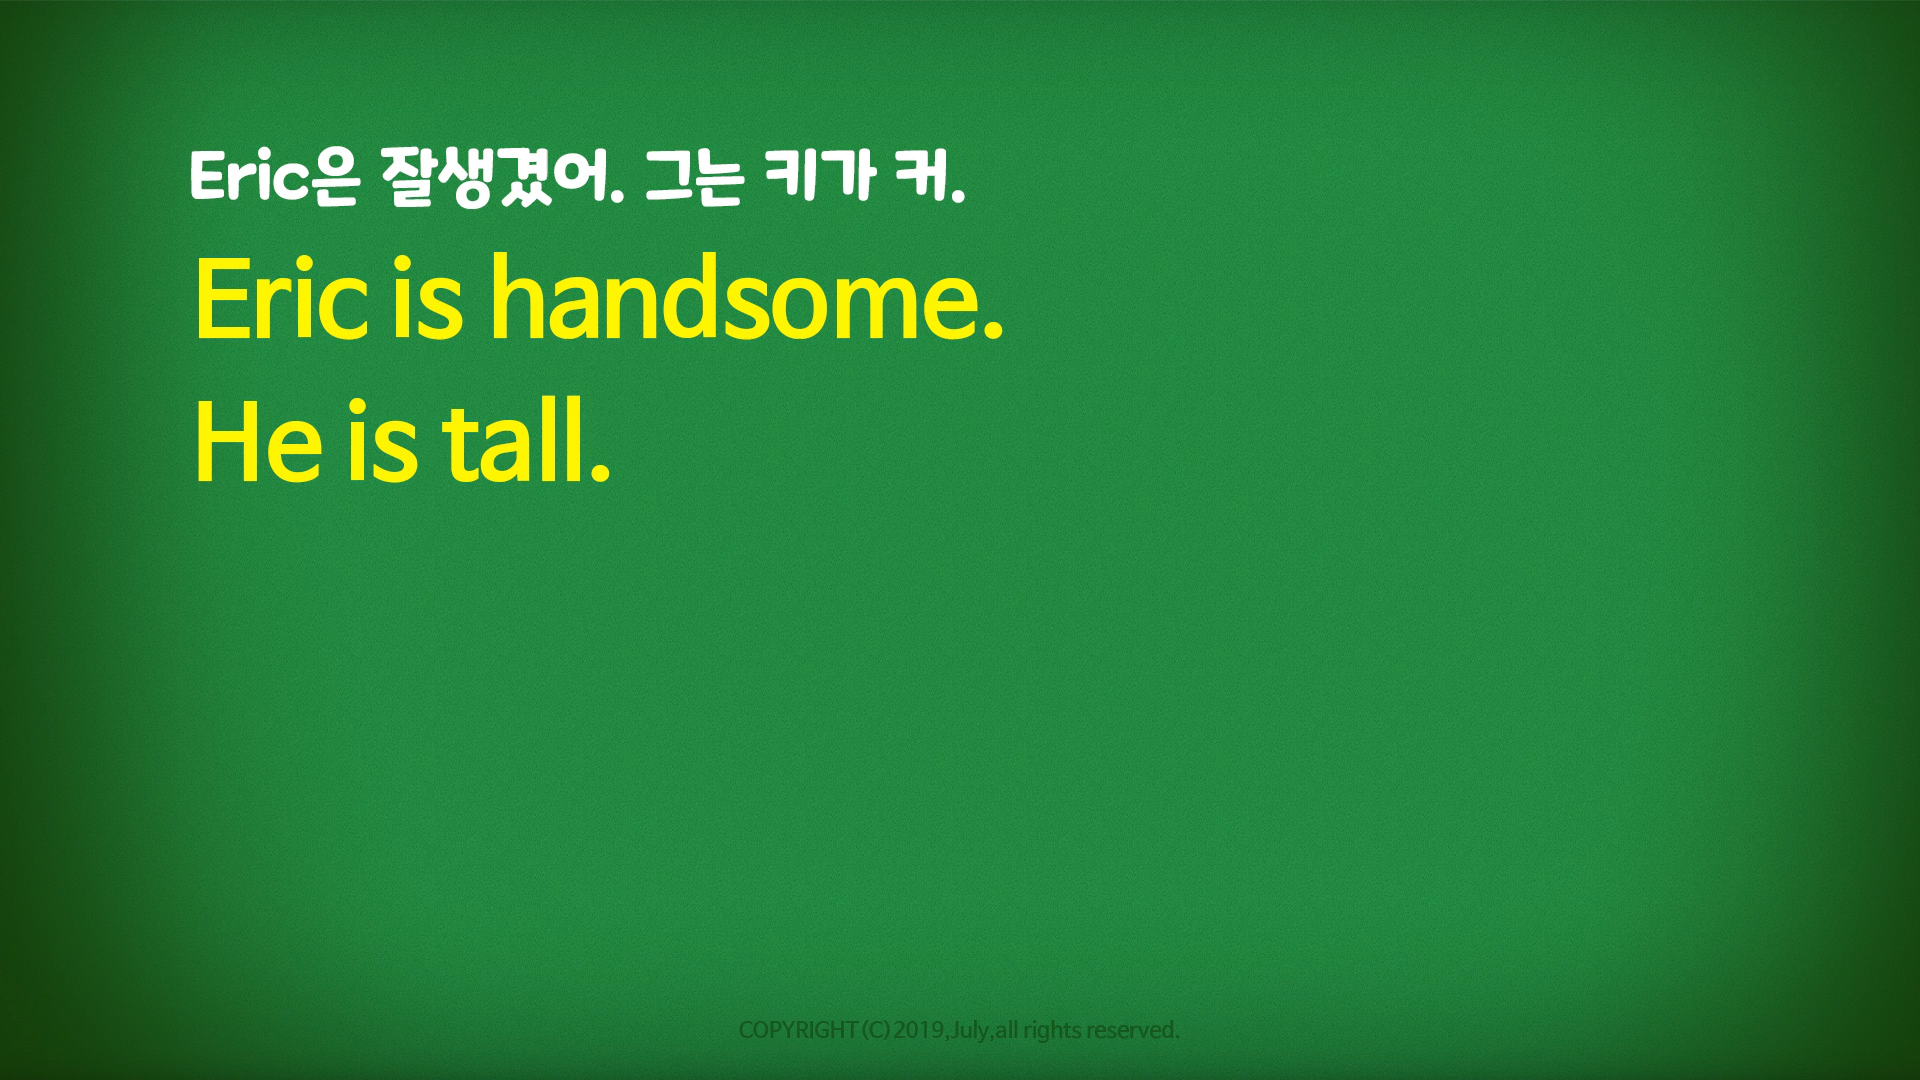 Eric은 잘생겼어. 그는 키가 커.
Eric is handsome.
He is tall.
COPYRIGHT (C) 2019,July,all rights reserved.